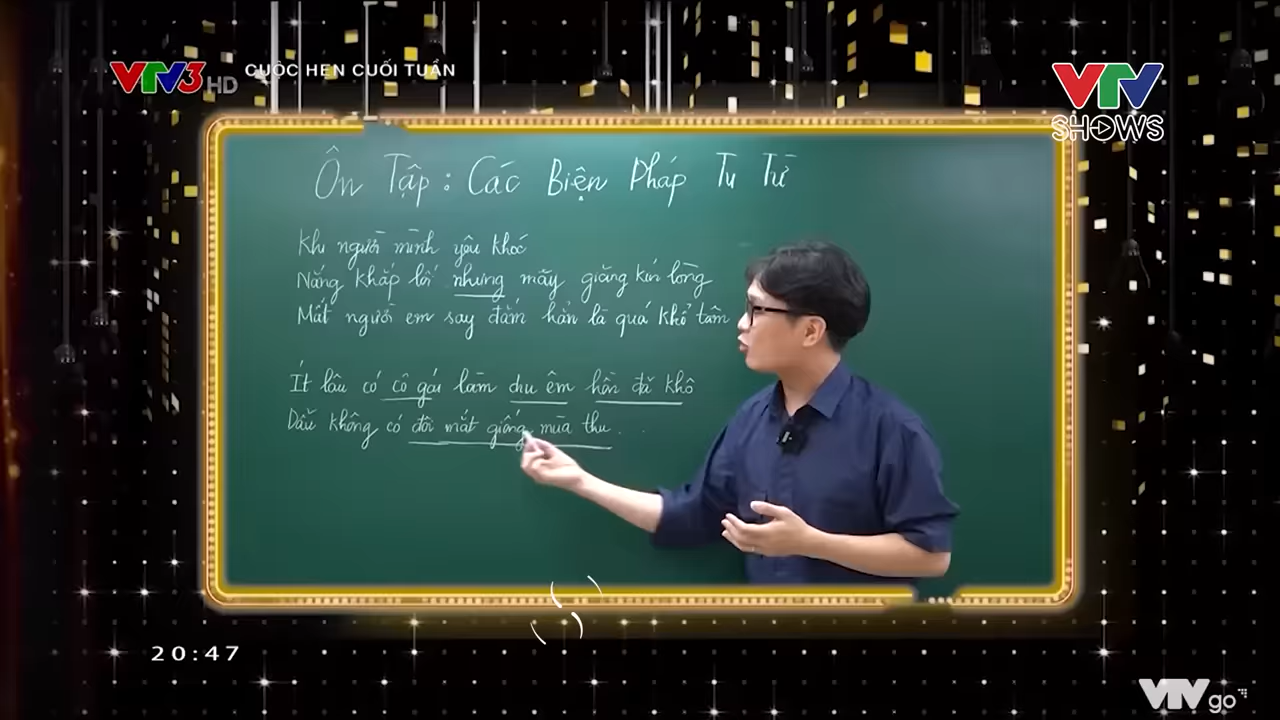 VTV3 HD
CUỘC HẸN CUỐI TUẦN
VTV
SHOWS
Ôn Tập : Các Biện Pháp Tu Từ
Khi người mình yêu khóc
Nắng khắp lối nhưng mây giăng kín lòng
Mắt người em say đắm hẳn là quá khổ tâm
Ít lâu có cô gái làm dịu êm hồn đá khô
Dẫu không có đôi mắt giống mùa thu .
20:47
VTV go